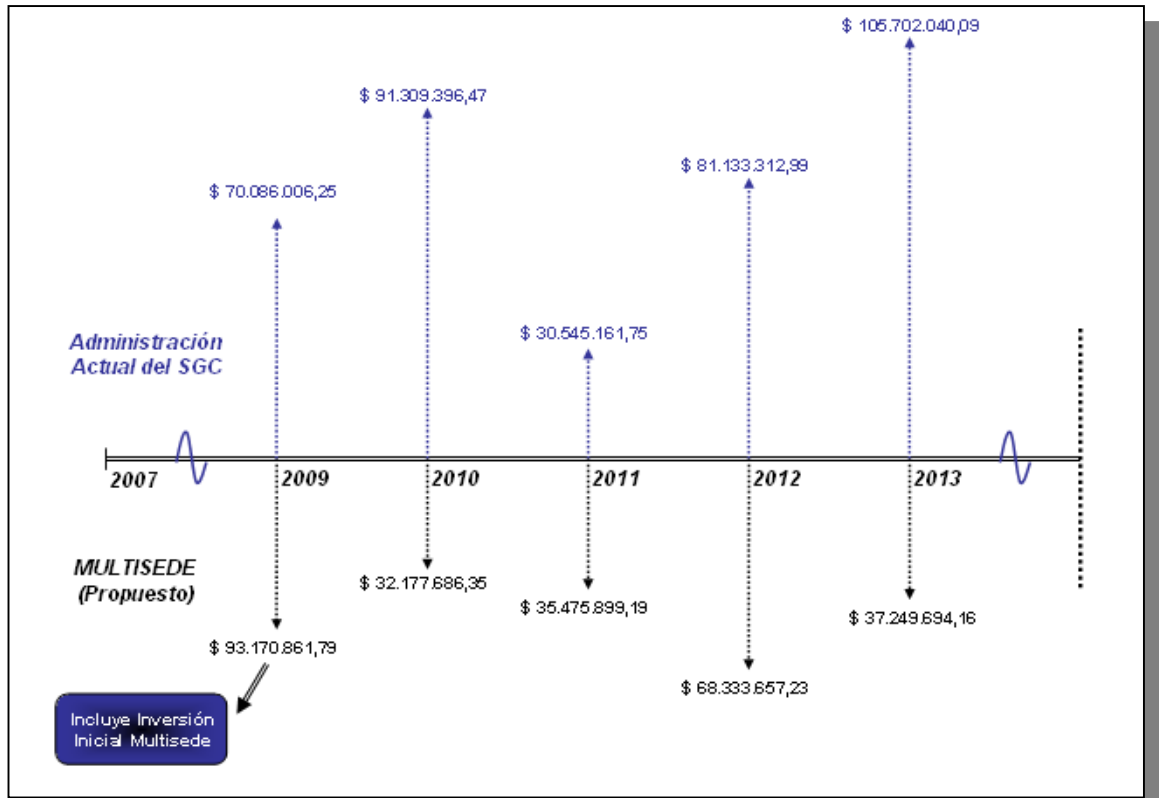 $ 105.702.040,09
$ 91.309.396,47
$ 81.133.312,99
$ 70.086.006,25
$ 30.545.161,75
Administración
Actual del SGC
2007 2009 2010 2011 2012 2013
MULTISEDE
(Propuesto)
$ 32.177.686,35
$ 35.475.899,19
$ 37.249.694,16
$ 93.170.861,79
$ 68.333.657,23
Incluye Inversión
Inicial Multisede